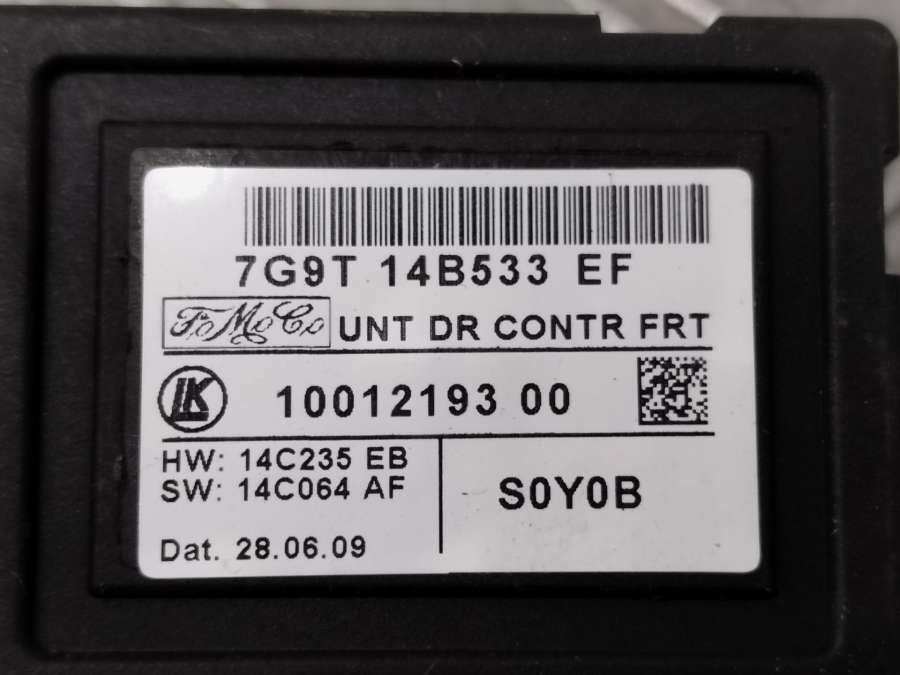 7G9T 14B533 EF
FoMoCo UNT DR CONTR FRT
LK 10012193 00
HW: 14C235 EB
SW: 14C064 AF
S0Y0B
Dat. 28.06.09